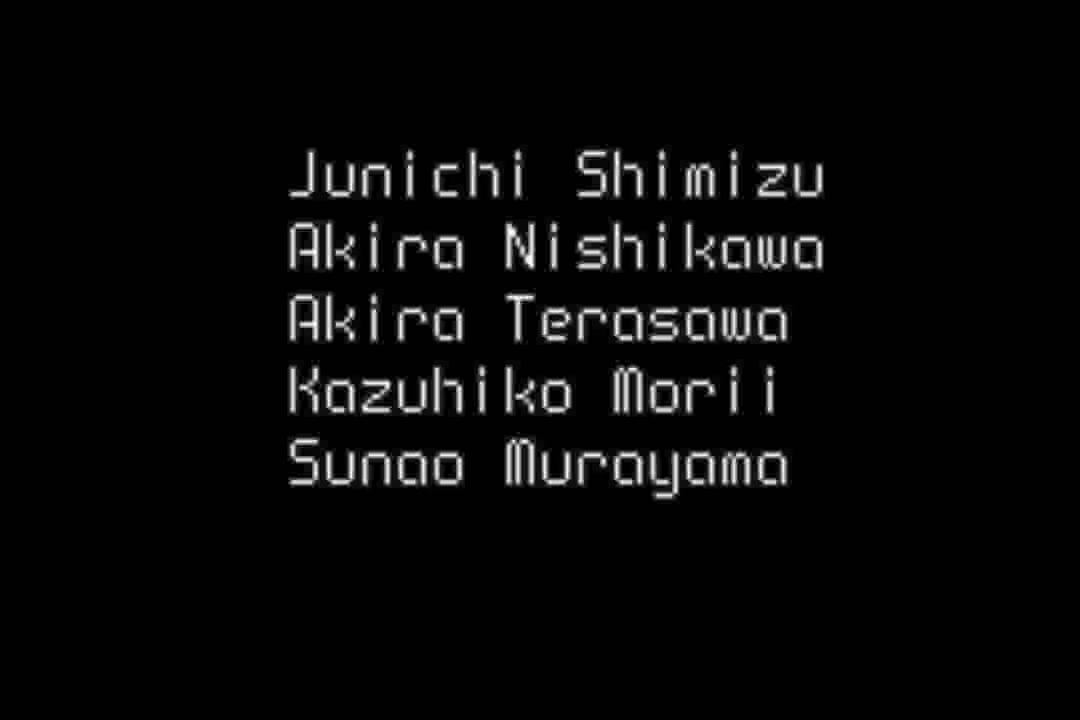 Junichi Shimizu
Akira Nishikawa
Akira Terasawa
Kazuhiko Morii
Sunao Murayama